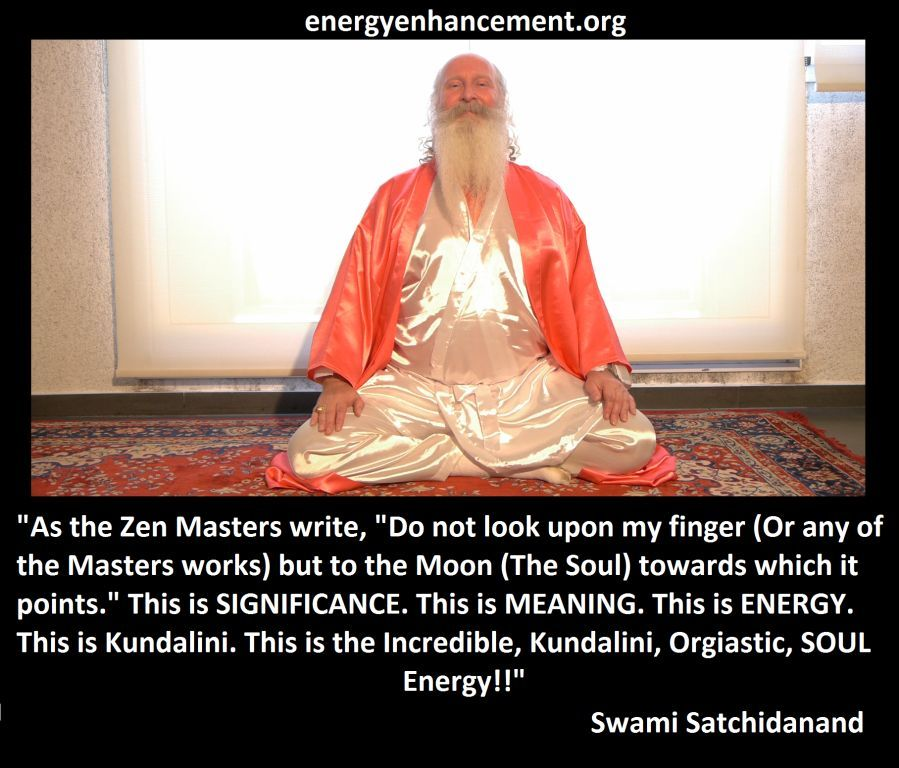 energyenhancement.org
"As the Zen Masters write, "Do not look upon my finger (Or any of
the Masters works) but to the Moon (The Soul) towards which it
points." This is SIGNIFICANCE. This is MEANING. This is ENERGY.
This is Kundalini. This is the Incredible, Kundalini, Orgiastic, SOUL
Energy!!"
Swami Satchidanand